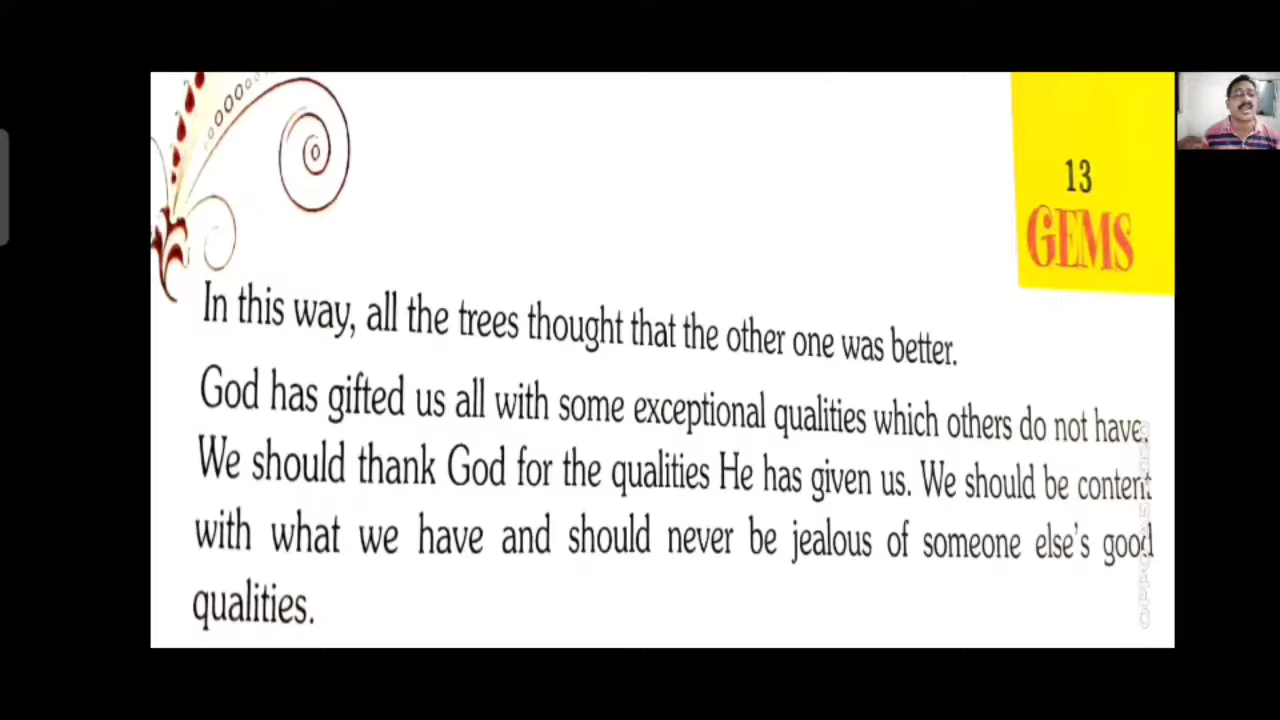 13
GEMS
In this way, all the trees thought that the other one was better.
God has gifted us all with some exceptional qualities which others do not have.
We should thank God for the qualities He has given us. We should be content
with what we have and should never be jealous of someone else's good
qualities.